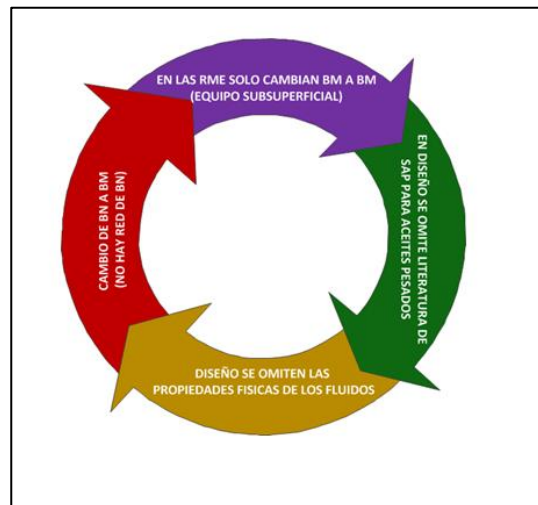 EN LAS RME SOLO CAMBIAN BM A BM
(EQUIPO SUBSUPERFICIAL)
EN DISEÑO SE OMITE LITERATURA DE
SAP PARA ACEITES PESADOS
DISEÑO SE OMITEN LAS
PROPIEDADES FISICAS DE LOS FLUIDOS
CAMBIO DE BN A BM
(NO HAY RED DE BN)